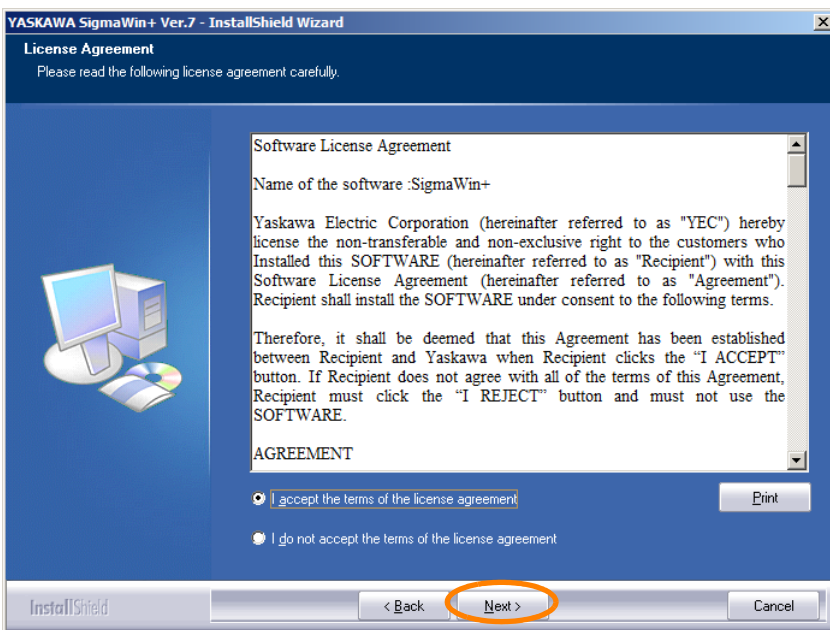 YASKAWA SigmaWin+ Ver.7 - InstallShield Wizard
License Agreement
Please read the following license agreement carefully.
Software License Agreement
Name of the software :SigmaWin+
Yaskawa Electric Corporation (hereinafter referred to as "YEC") hereby
license the non-transferable and non-exclusive right to the customers who
Installed this SOFTWARE (hereinafter referred to as "Recipient") with this
Software License Agreement (hereinafter referred to as "Agreement").
Recipient shall install the SOFTWARE under consent to the following terms.
Therefore, it shall be deemed that this Agreement has been established
between Recipient and Yaskawa when Recipient clicks the “I ACCEPT”
button. If Recipient does not agree with all of the terms of this Agreement,
Recipient must click the “I REJECT” button and must not use the
SOFTWARE.
AGREEMENT
I accept the terms of the license agreement
Print
I do not accept the terms of the license agreement
InstallShield
< Back
Next >
Cancel